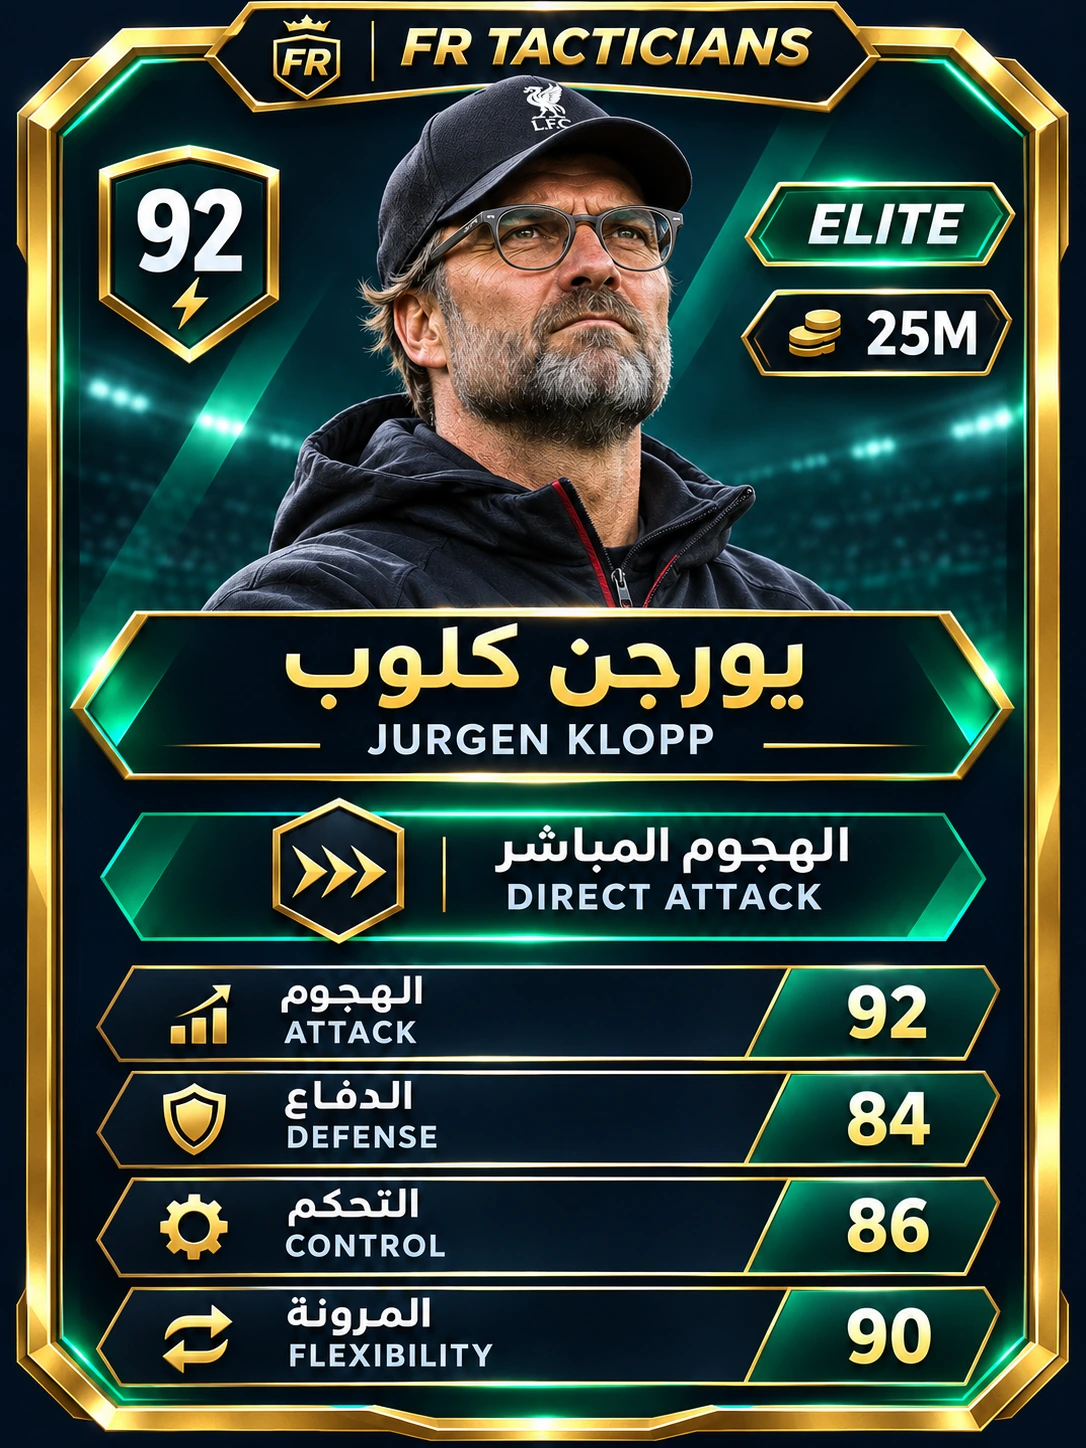 FR
FR TACTICIANS
L.F.C
92
ELITE
25M
يورجن كلوب
JURGEN KLOPP
الهجوم المباشر
DIRECT ATTACK
الهجوم
ATTACK
92
الدفاع
DEFENSE
84
التحكم
CONTROL
86
المرونة
FLEXIBILITY
90